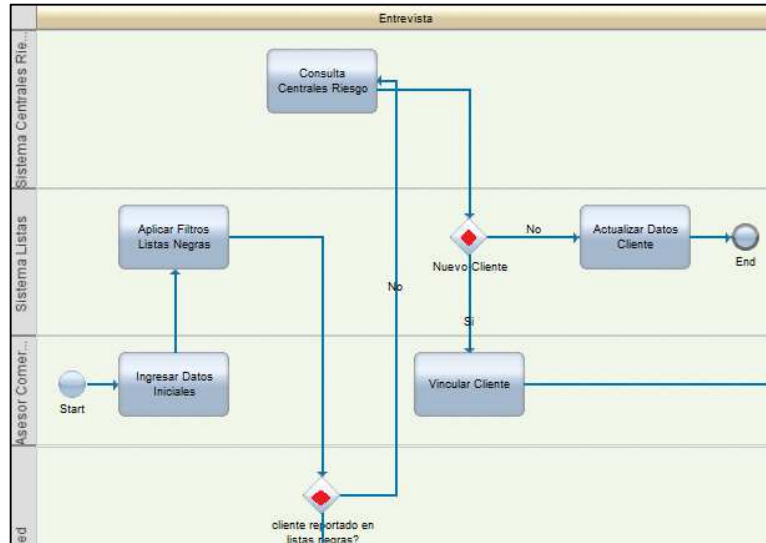 Entrevista
Sistema Centrales Rie...
Consulta
Centrales Riesgo
Sistema Listas
Aplicar Filtros
Listas Negras
Nuevo Cliente
No
Actualizar Datos
Cliente
End
No
Si
Asesor Comer...
Start
Ingresar Datos
Iniciales
Vincular Cliente
ed
cliente reportado en
listas negras?